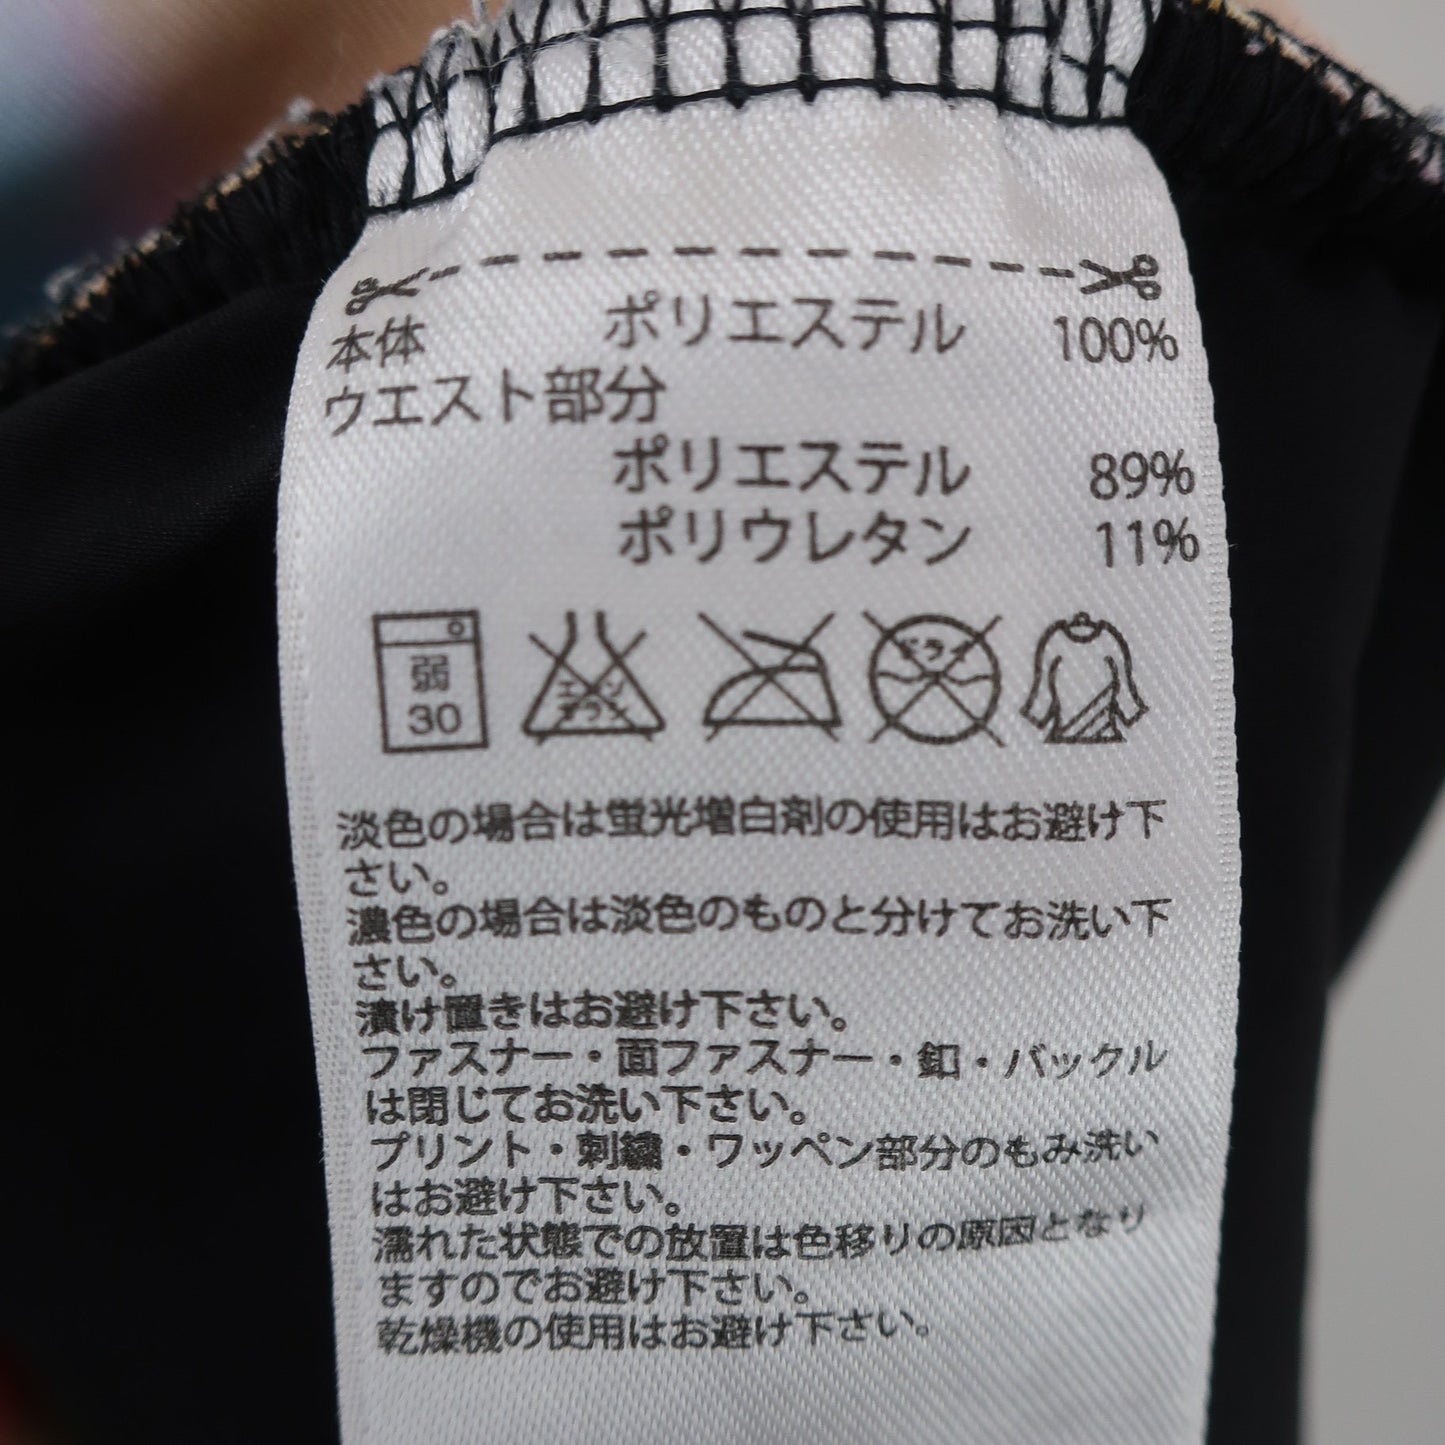 本体 ポリエステル 100%
ウエスト部分
ポリエステル 89%
ポリウレタン 11%
弱 30 エンソサラシ ドライ
淡色の場合は蛍光増白剤の使用はお避け下
さい。
濃色の場合は淡色のものと分けてお洗い下
さい。
漬け置きはお避け下さい。
ファスナー・面ファスナー・釦・バックル
は閉じてお洗い下さい。
プリント・刺繍・ワッペン部分のもみ洗い
はお避け下さい。
濡れた状態での放置は色移りの原因となり
ますのでお避け下さい。
乾燥機の使用はお避け下さい。